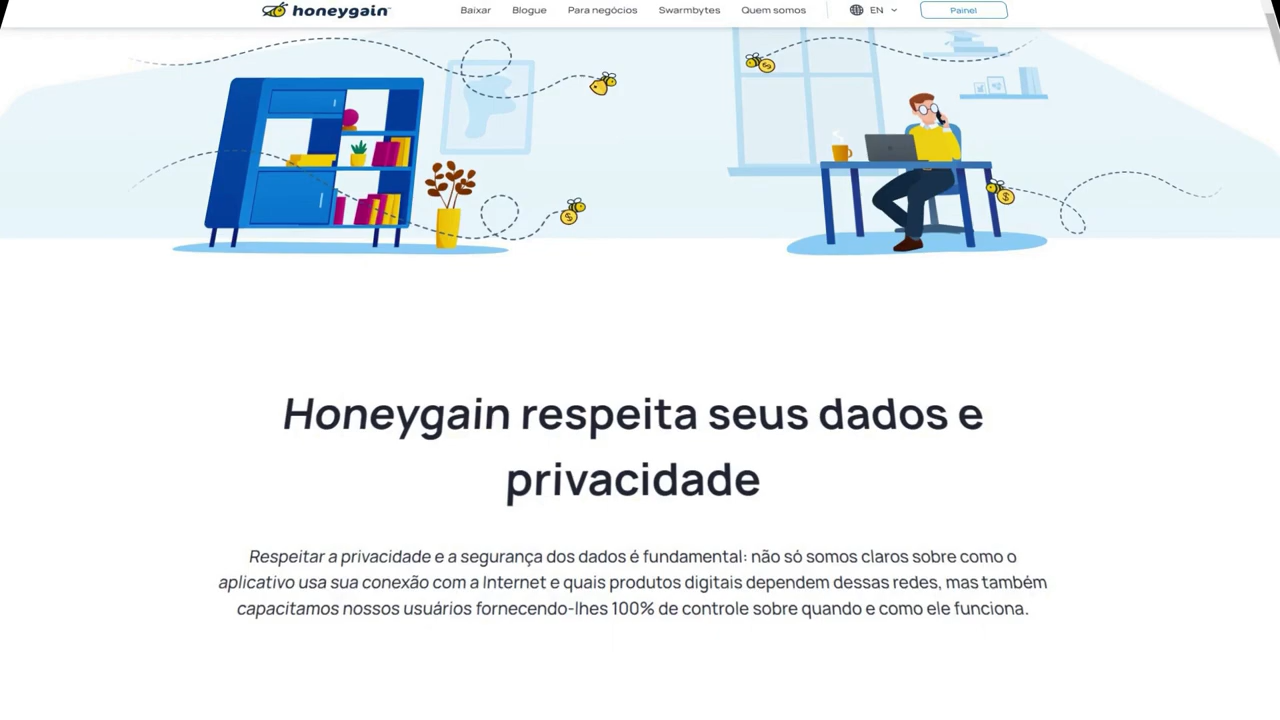 honeygain
Baixar Blogue Para negócios Swarmbytes Quem somos EN Painel
Honeygain respeita seus dados e
privacidade
Respeitar a privacidade e a segurança dos dados é fundamental: não só somos claros sobre como o
aplicativo usa sua conexão com a Internet e quais produtos digitais dependem dessas redes, mas também
capacitamos nossos usuários fornecendo-lhes 100% de controle sobre quando e como ele funciona.